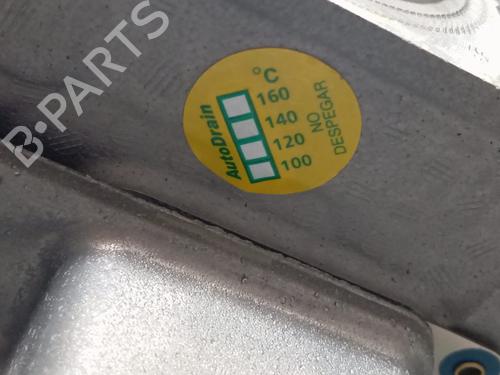 B-PARTS
°C
AutoDrain
160
140
120
100
NO
DESPEGAR